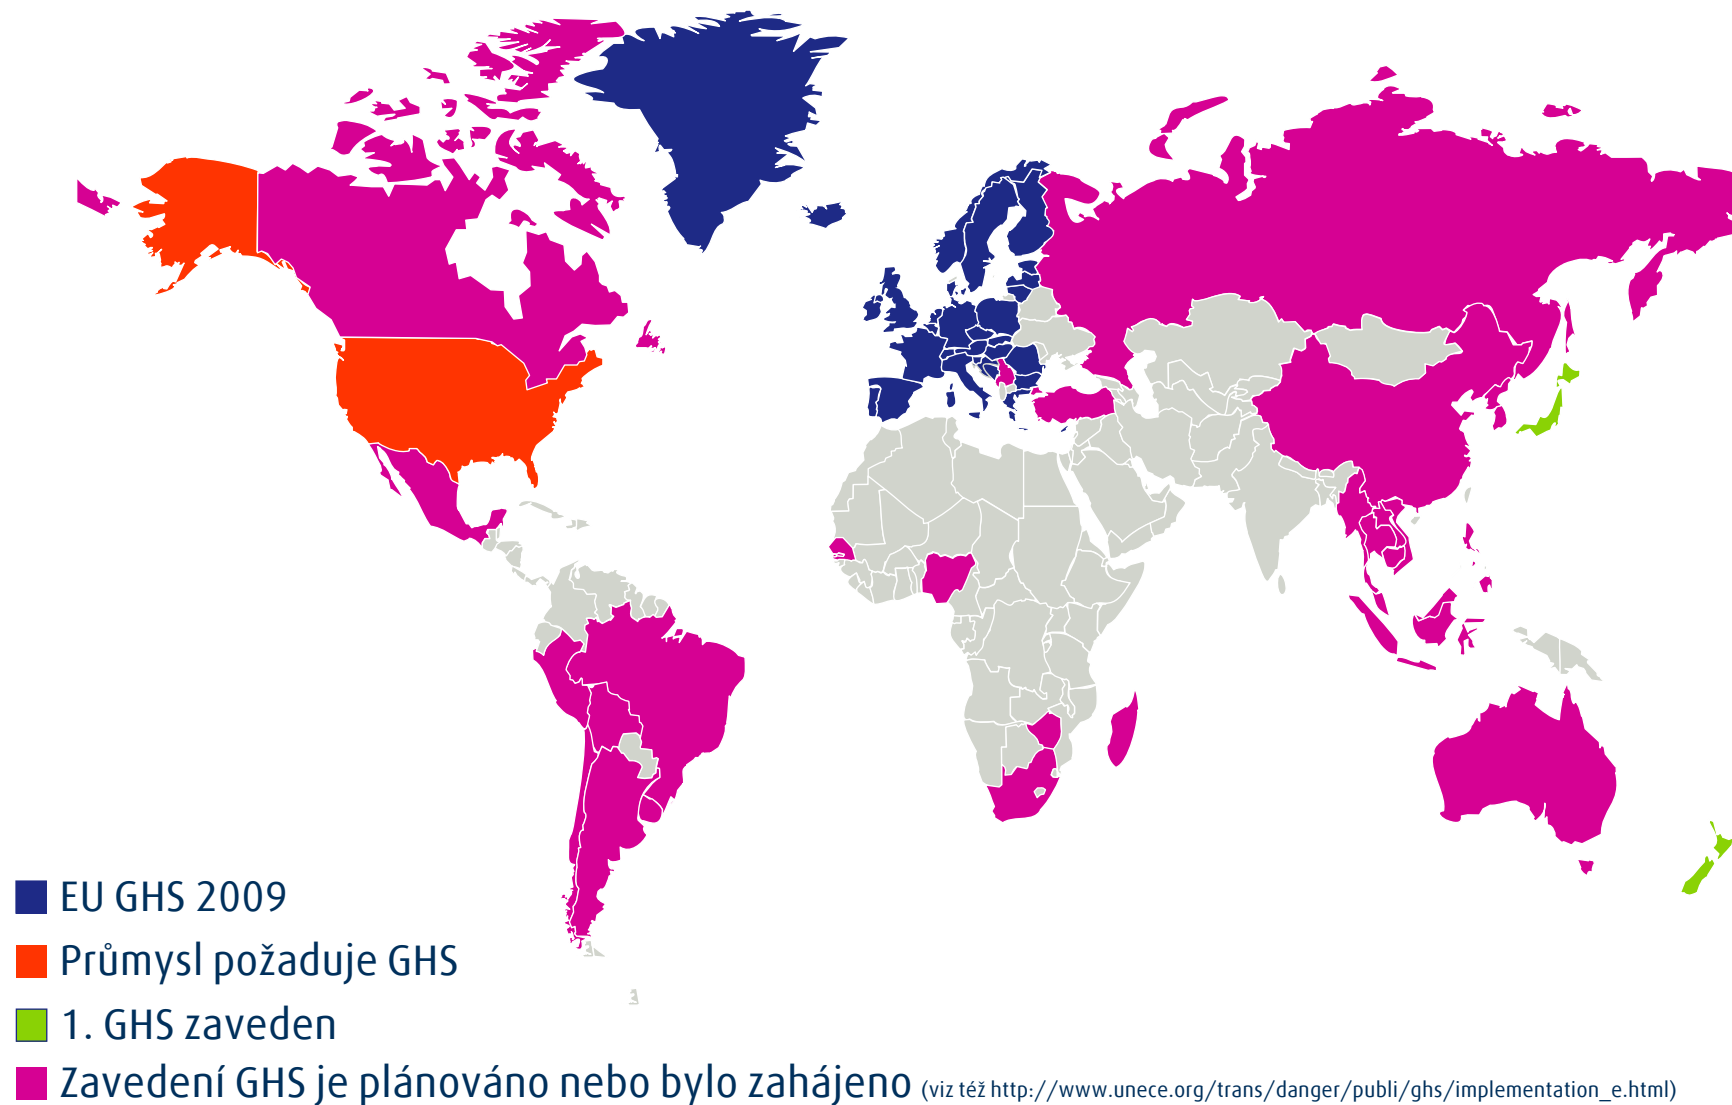 EU GHS 2009
Průmysl požaduje GHS
1. GHS zaveden
Zavedení GHS je plánováno nebo bylo zahájeno (viz též http://www.unece.org/trans/danger/publi/ghs/implementation_e.html)